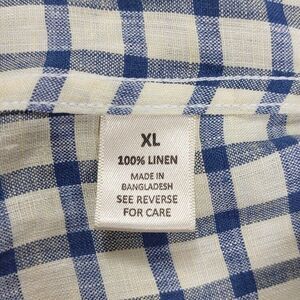 XL
100% LINEN
MADE IN
BANGLADESH
SEE REVERSE
FOR CARE